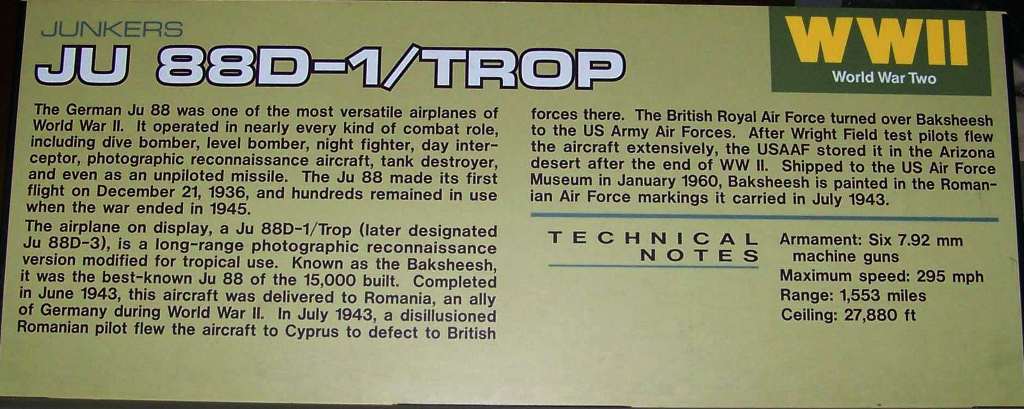 JUNKERS
JU 88D-1/TROP
WWII
World War Two
The German Ju 88 was one of the most versatile airplanes of
World War II. It operated in nearly every kind of combat role,
including dive bomber, level bomber, night fighter, day inter-
ceptor, photographic reconnaissance aircraft, tank destroyer,
and even as an unpiloted missile. The Ju 88 made its first
flight on December 21, 1936, and hundreds remained in use
when the war ended in 1945.
The airplane on display, a Ju 88D-1/Trop (later designated
Ju 88D-3), is a long-range photographic reconnaissance
version modified for tropical use. Known as the Baksheesh,
it was the best-known Ju 88 of the 15,000 built. Completed
in June 1943, this aircraft was delivered to Romania, an ally
of Germany during World War II. In July 1943, a disillusioned
Romanian pilot flew the aircraft to Cyprus to defect to British
forces there. The British Royal Air Force turned over Baksheesh
to the US Army Air Forces. After Wright Field test pilots flew
the aircraft extensively, the USAAF stored it in the Arizona
desert after the end of WW II. Shipped to the US Air Force
Museum in January 1960, Baksheesh is painted in the Roman-
ian Air Force markings it carried in July 1943.
TECHNICAL
NOTES
Armament: Six 7.92 mm
machine guns
Maximum speed: 295 mph
Range: 1,553 miles
Ceiling: 27,880 ft